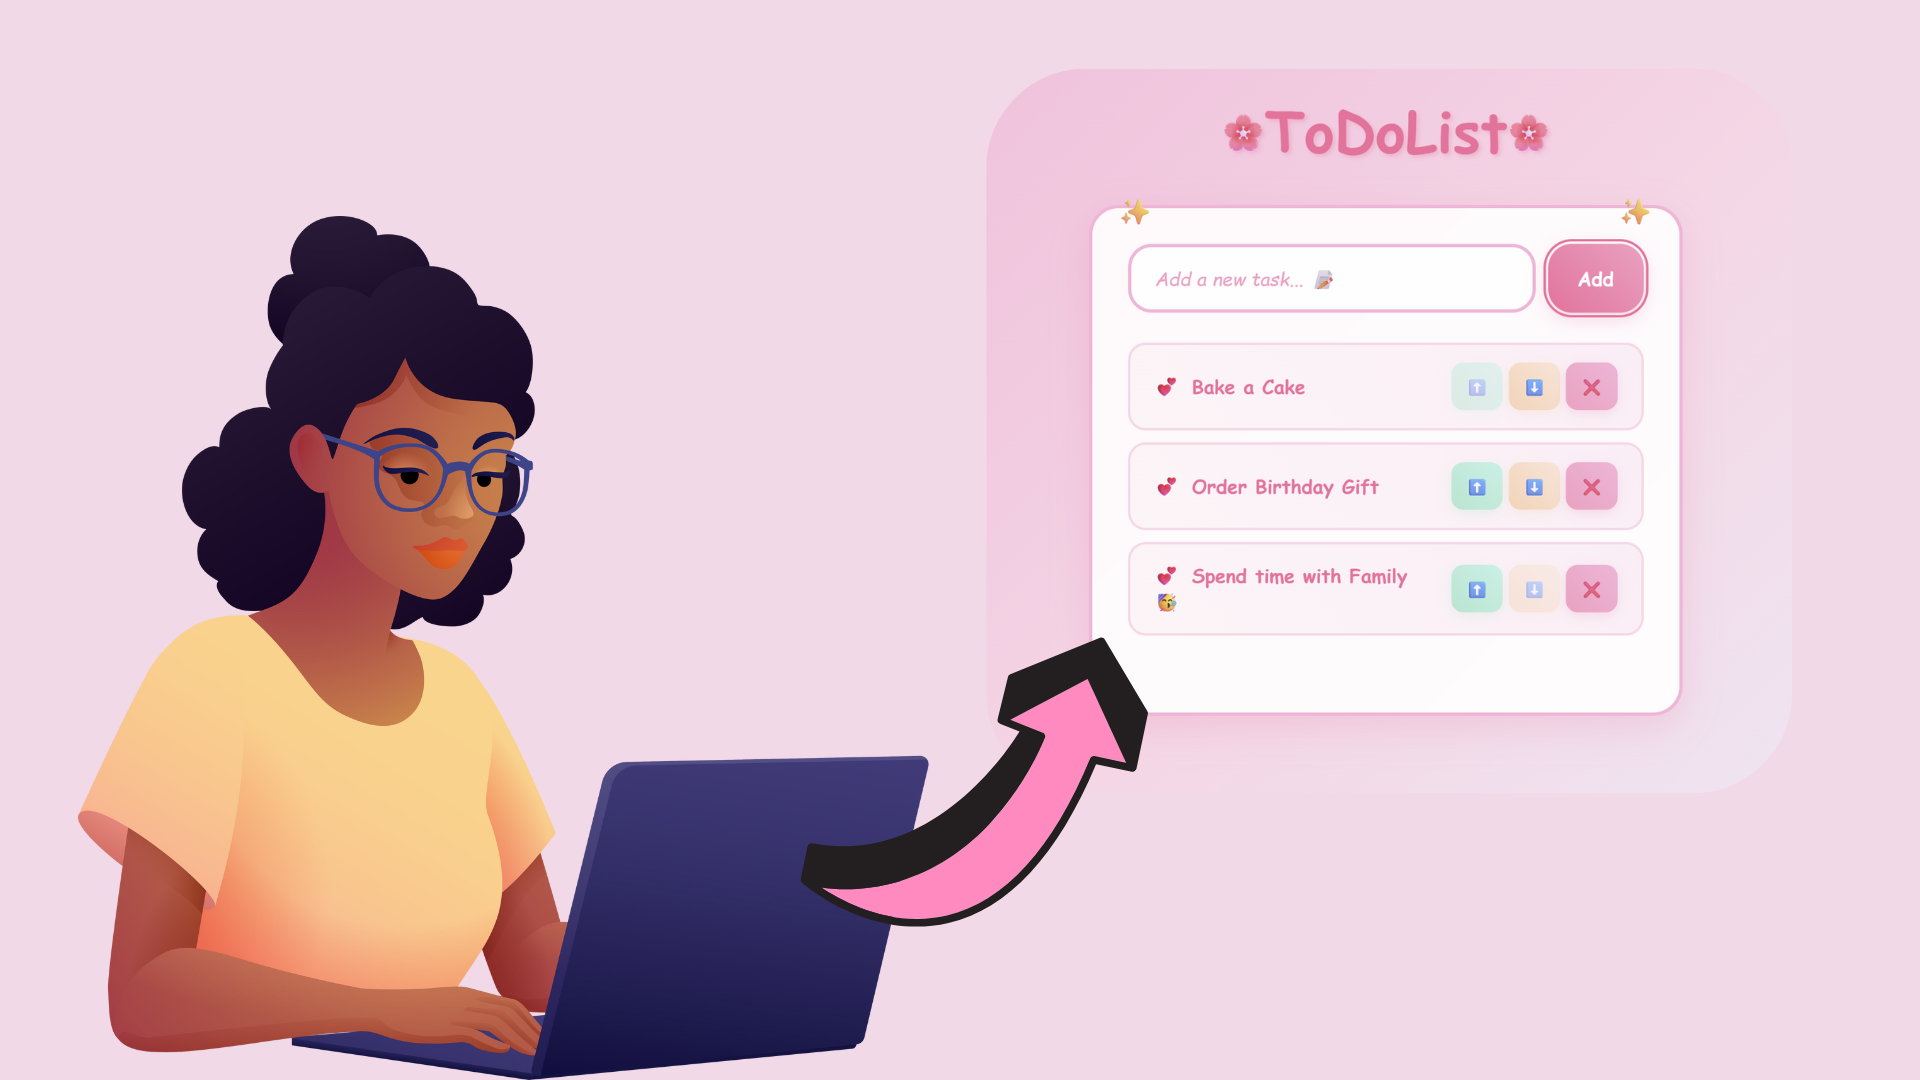 🌸ToDoList🌸
Add a new task... 📝
Add
💕 Bake a Cake
💕 Order Birthday Gift
💕 Spend time with Family
🥳